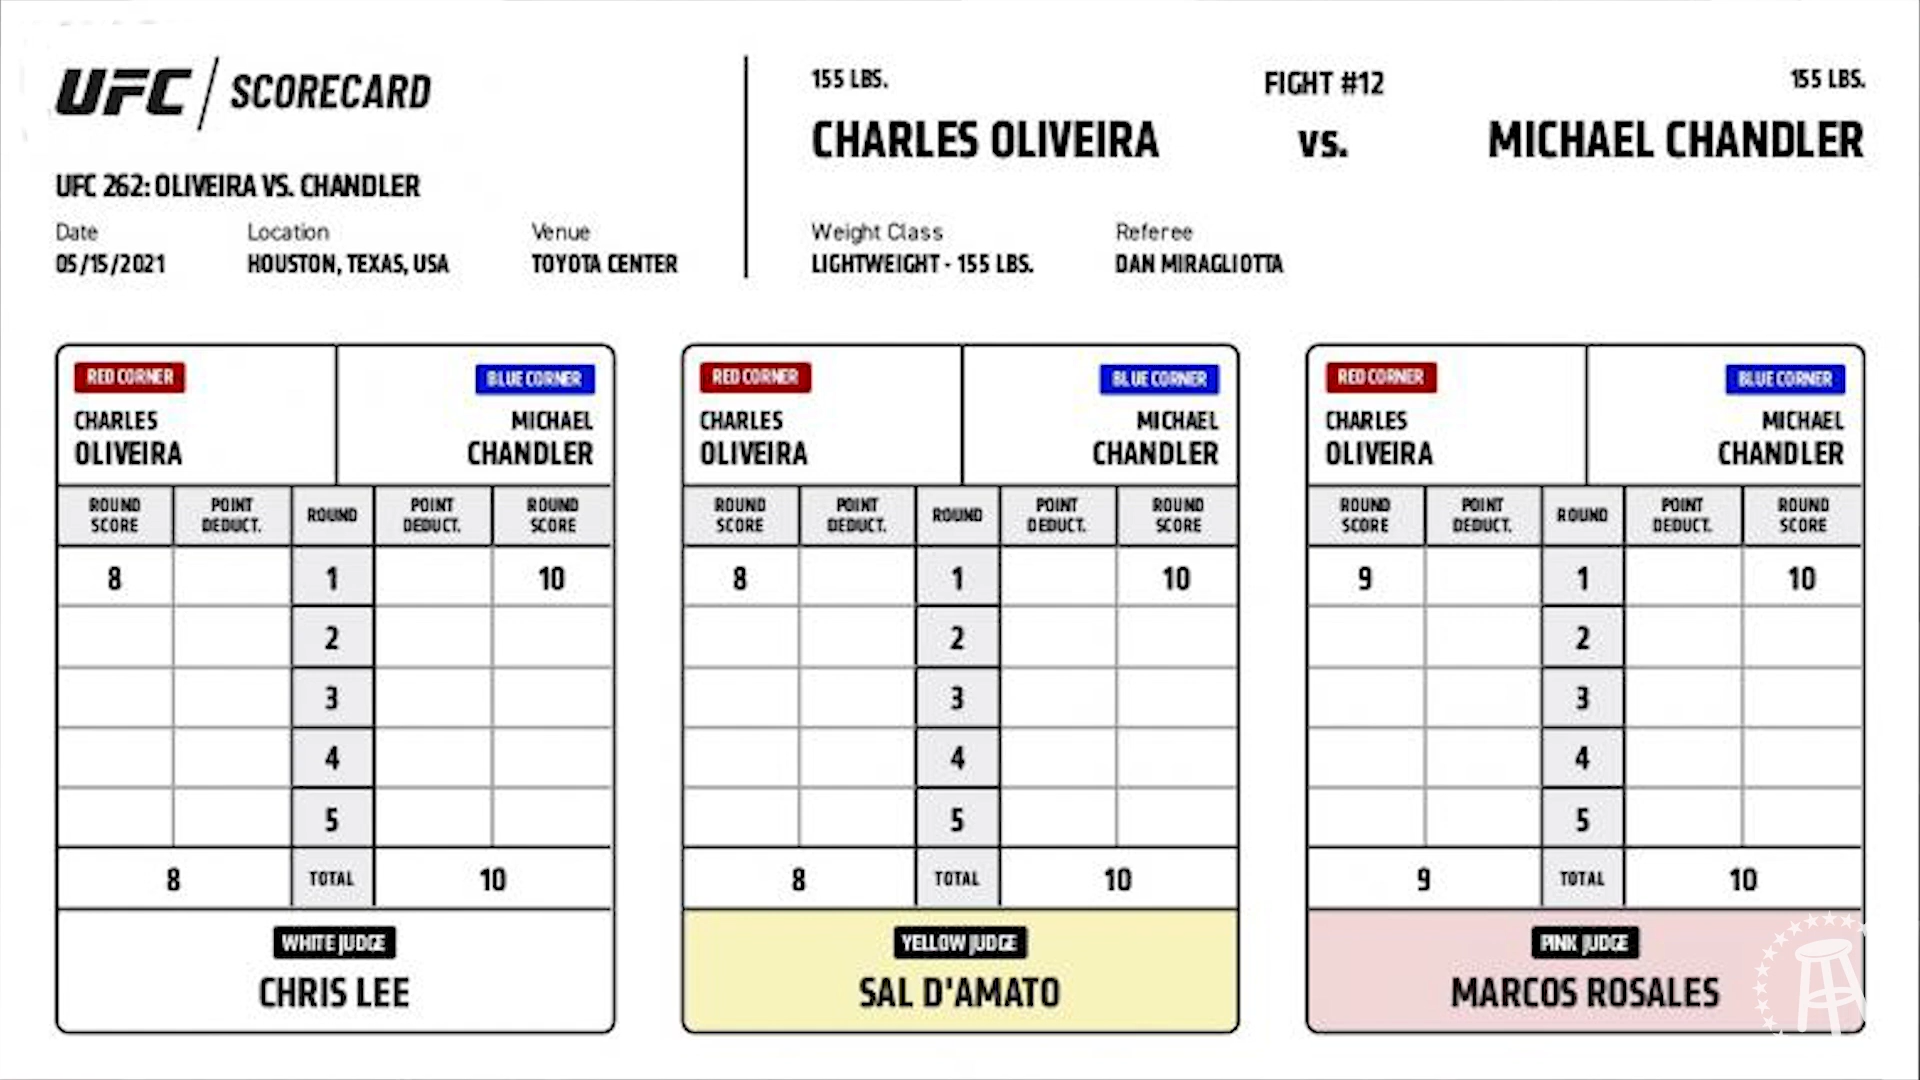 UFC / SCORECARD
UFC 262: OLIVEIRA VS. CHANDLER
Date Location Venue
05/15/2021 HOUSTON, TEXAS, USA TOYOTA CENTER
155 LBS. FIGHT #12 155 LBS.
CHARLES OLIVEIRA VS. MICHAEL CHANDLER
Weight Class Referee
LIGHTWEIGHT - 155 LBS. DAN MIRAGLIOTTA
RED CORNER BLUE CORNER
CHARLES MICHAEL
OLIVEIRA CHANDLER
ROUND POINT ROUND POINT ROUND
SCORE DEDUCT. DEDUCT. SCORE
8 1 10
2
3
4
5
8 TOTAL 10
WHITE JUDGE
CHRIS LEE
RED CORNER BLUE CORNER
CHARLES MICHAEL
OLIVEIRA CHANDLER
ROUND POINT ROUND POINT ROUND
SCORE DEDUCT. DEDUCT. SCORE
8 1 10
2
3
4
5
8 TOTAL 10
YELLOW JUDGE
SAL D'AMATO
RED CORNER BLUE CORNER
CHARLES MICHAEL
OLIVEIRA CHANDLER
ROUND POINT ROUND POINT ROUND
SCORE DEDUCT. DEDUCT. SCORE
9 1 10
2
3
4
5
9 TOTAL 10
PINK JUDGE
MARCOS ROSALES